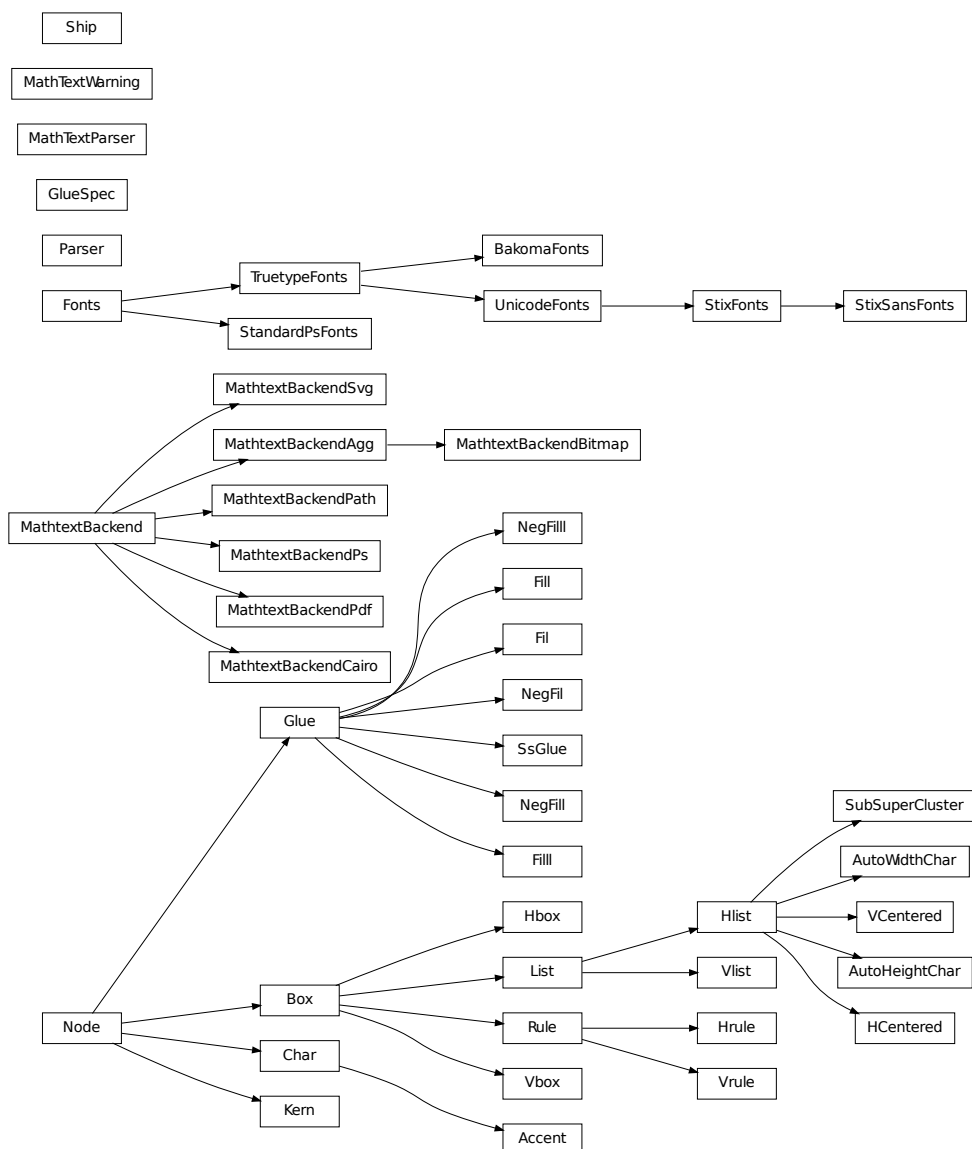 Ship
MathTextWarning
MathTextParser
GlueSpec
Parser
BakomaFonts
TruetypeFonts
Fonts
UnicodeFonts
StixFonts
StixSansFonts
StandardPsFonts
MathtextBackendSvg
MathtextBackendAgg
MathtextBackendBitmap
MathtextBackendPath
MathtextBackend
NegFilll
MathtextBackendPs
Fill
MathtextBackendPdf
Fil
MathtextBackendCairo
NegFil
Glue
SsGlue
NegFill
SubSuperCluster
Filll
AutoWidthChar
Hbox
Hlist
VCentered
List
Vlist
AutoHeightChar
Box
Node
Rule
Hrule
HCentered
Char
Vbox
Vrule
Kern
Accent